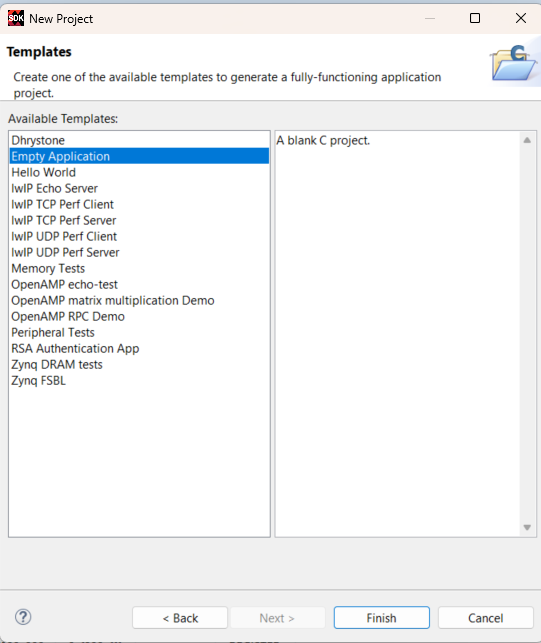 SDK New Project
Templates
Create one of the available templates to generate a fully-functioning application
project.
Available Templates:
Dhrystone
Empty Application
Hello World
lwIP Echo Server
lwIP TCP Perf Client
lwIP TCP Perf Server
lwIP UDP Perf Client
lwIP UDP Perf Server
Memory Tests
OpenAMP echo-test
OpenAMP matrix multiplication Demo
OpenAMP RPC Demo
Peripheral Tests
RSA Authentication App
Zynq DRAM tests
Zynq FSBL
A blank C project.
C
?
< Back
Next >
Finish
Cancel